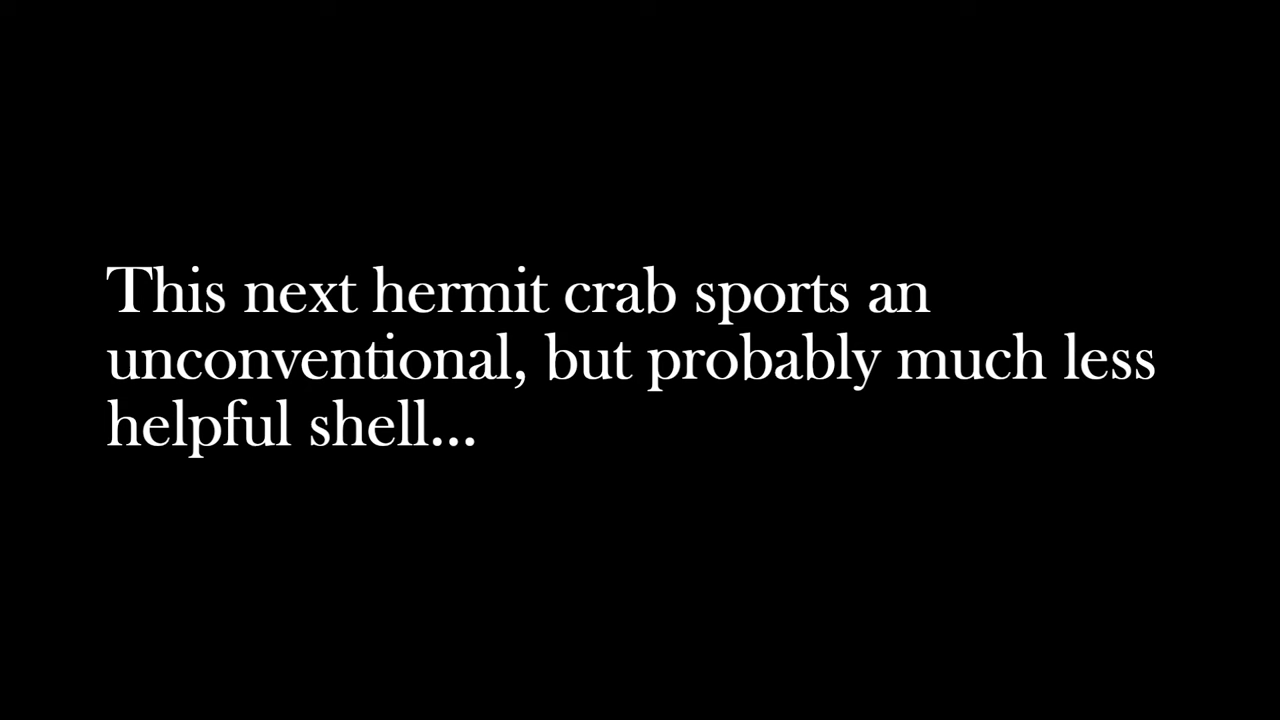 This next hermit crab sports an
unconventional, but probably much less
helpful shell...